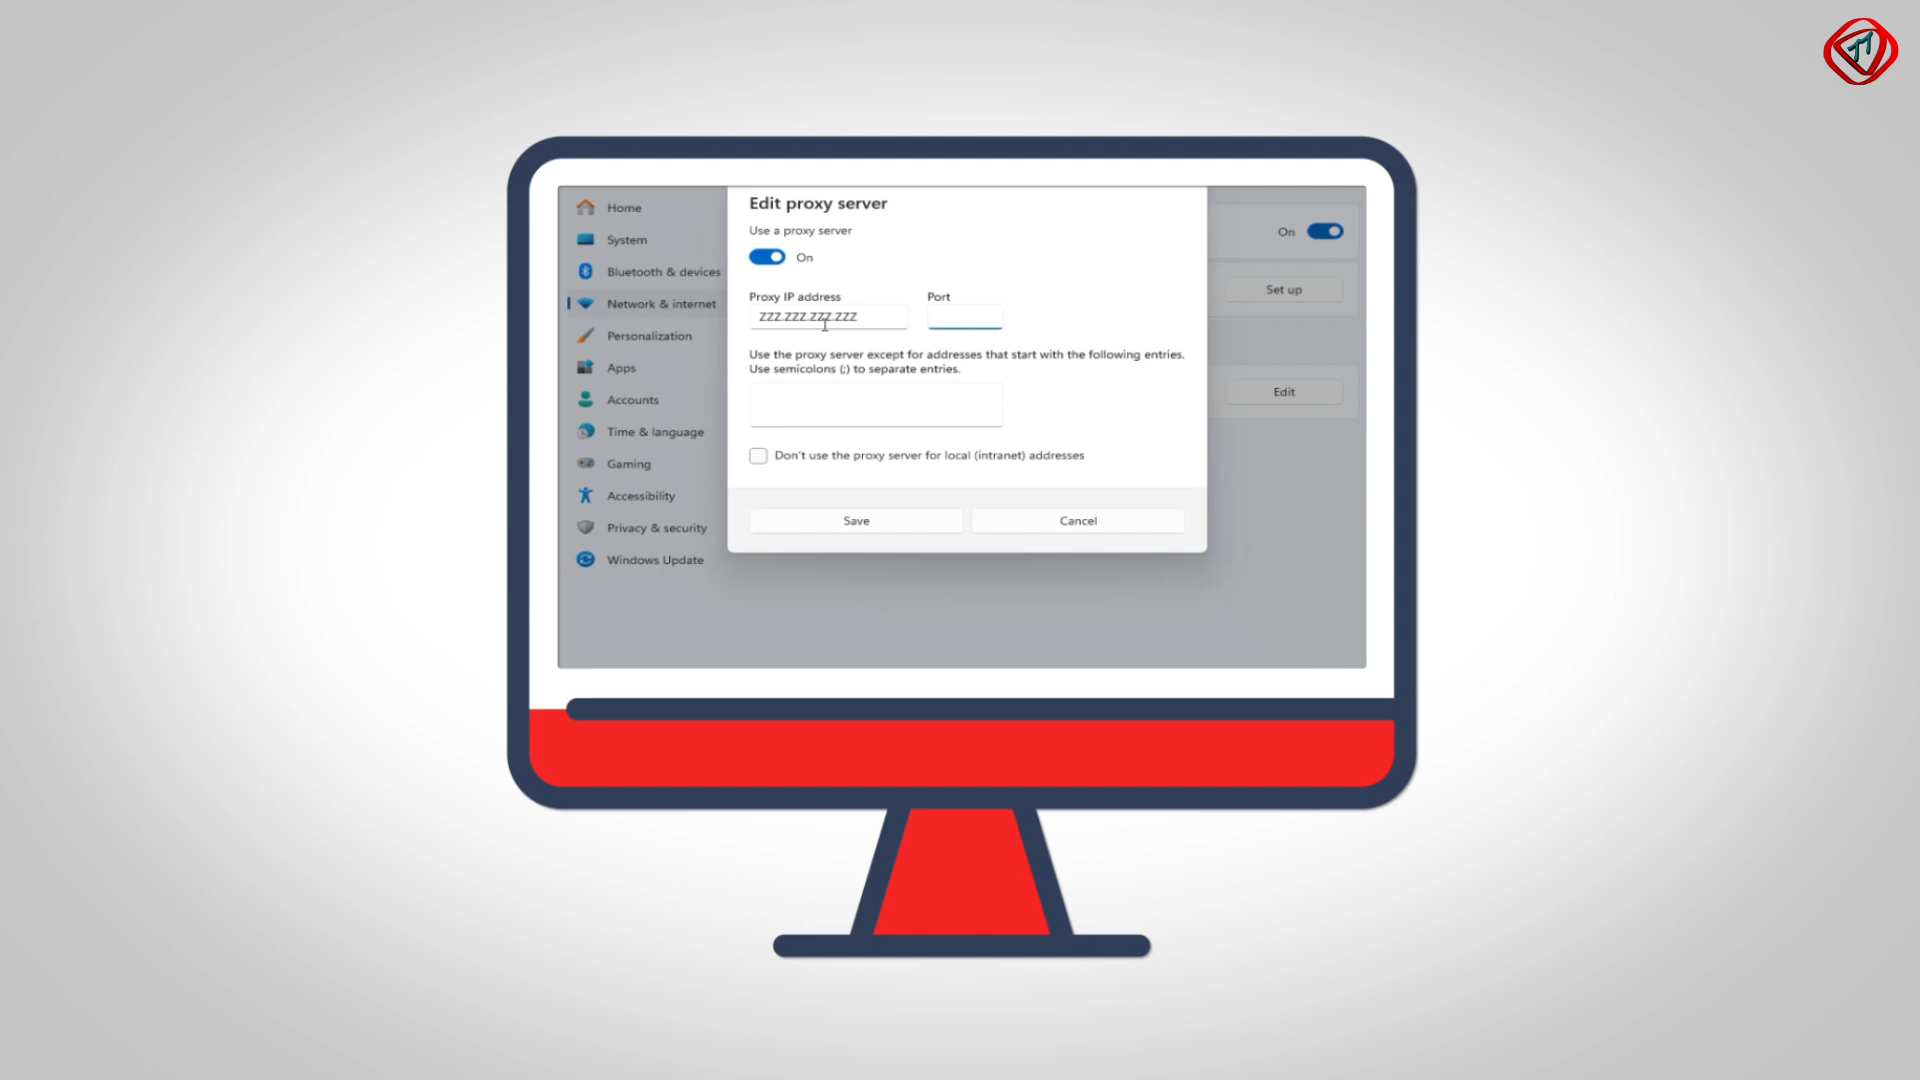 Home
System
Bluetooth & devices
Network & internet
Personalization
Apps
Accounts
Time & language
Gaming
Accessibility
Privacy & security
Windows Update
Edit proxy server
Use a proxy server
On
Proxy IP address
Port
ZZZ.ZZZ.ZZZ.ZZZ
Use the proxy server except for addresses that start with the following entries.
Use semicolons (;) to separate entries.
Don't use the proxy server for local (intranet) addresses
Save
Cancel
On
Set up
Edit